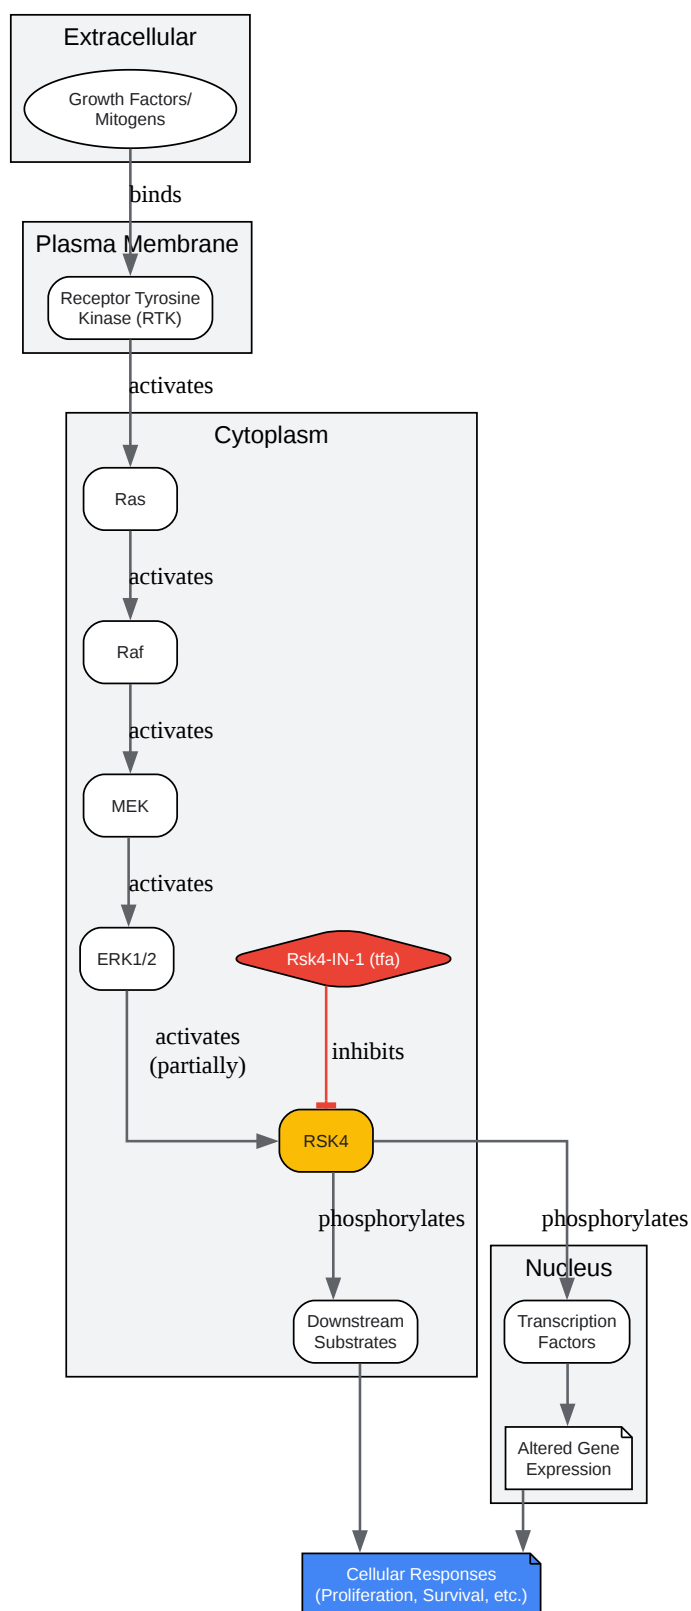 Extracellular
Growth Factors/
Mitogens
binds
Plasma Membrane
Receptor Tyrosine
Kinase (RTK)
activates
Cytoplasm
Ras
activates
Raf
activates
MEK
activates
ERK1/2
Rsk4-IN-1 (tfa)
activates
(partially)
inhibits
RSK4
phosphorylates
phosphorylates
Nucleus
Downstream
Substrates
Transcription
Factors
Altered Gene
Expression
Cellular Responses
(Proliferation, Survival, etc.)